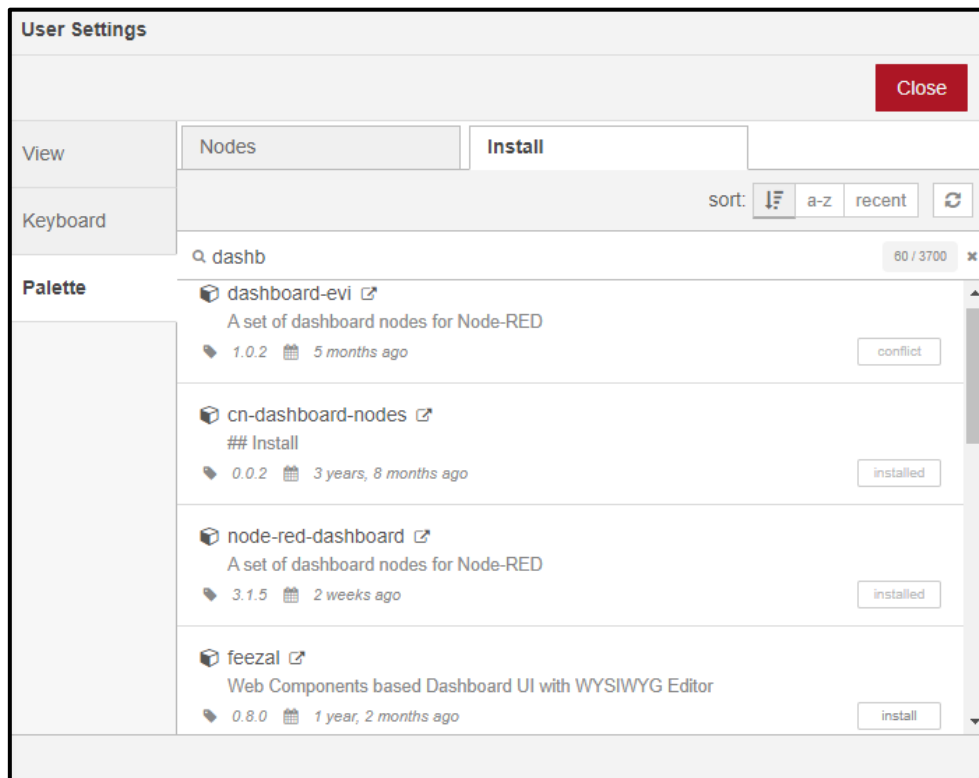 User Settings
Close
View
Keyboard
Palette
Nodes
Install
sort:
a-z
recent
dashb
60 / 3700
dashboard-evi
A set of dashboard nodes for Node-RED
1.0.2 5 months ago
conflict
cn-dashboard-nodes
## Install
0.0.2 3 years, 8 months ago
installed
node-red-dashboard
A set of dashboard nodes for Node-RED
3.1.5 2 weeks ago
installed
feezal
Web Components based Dashboard UI with WYSIWYG Editor
0.8.0 1 year, 2 months ago
install